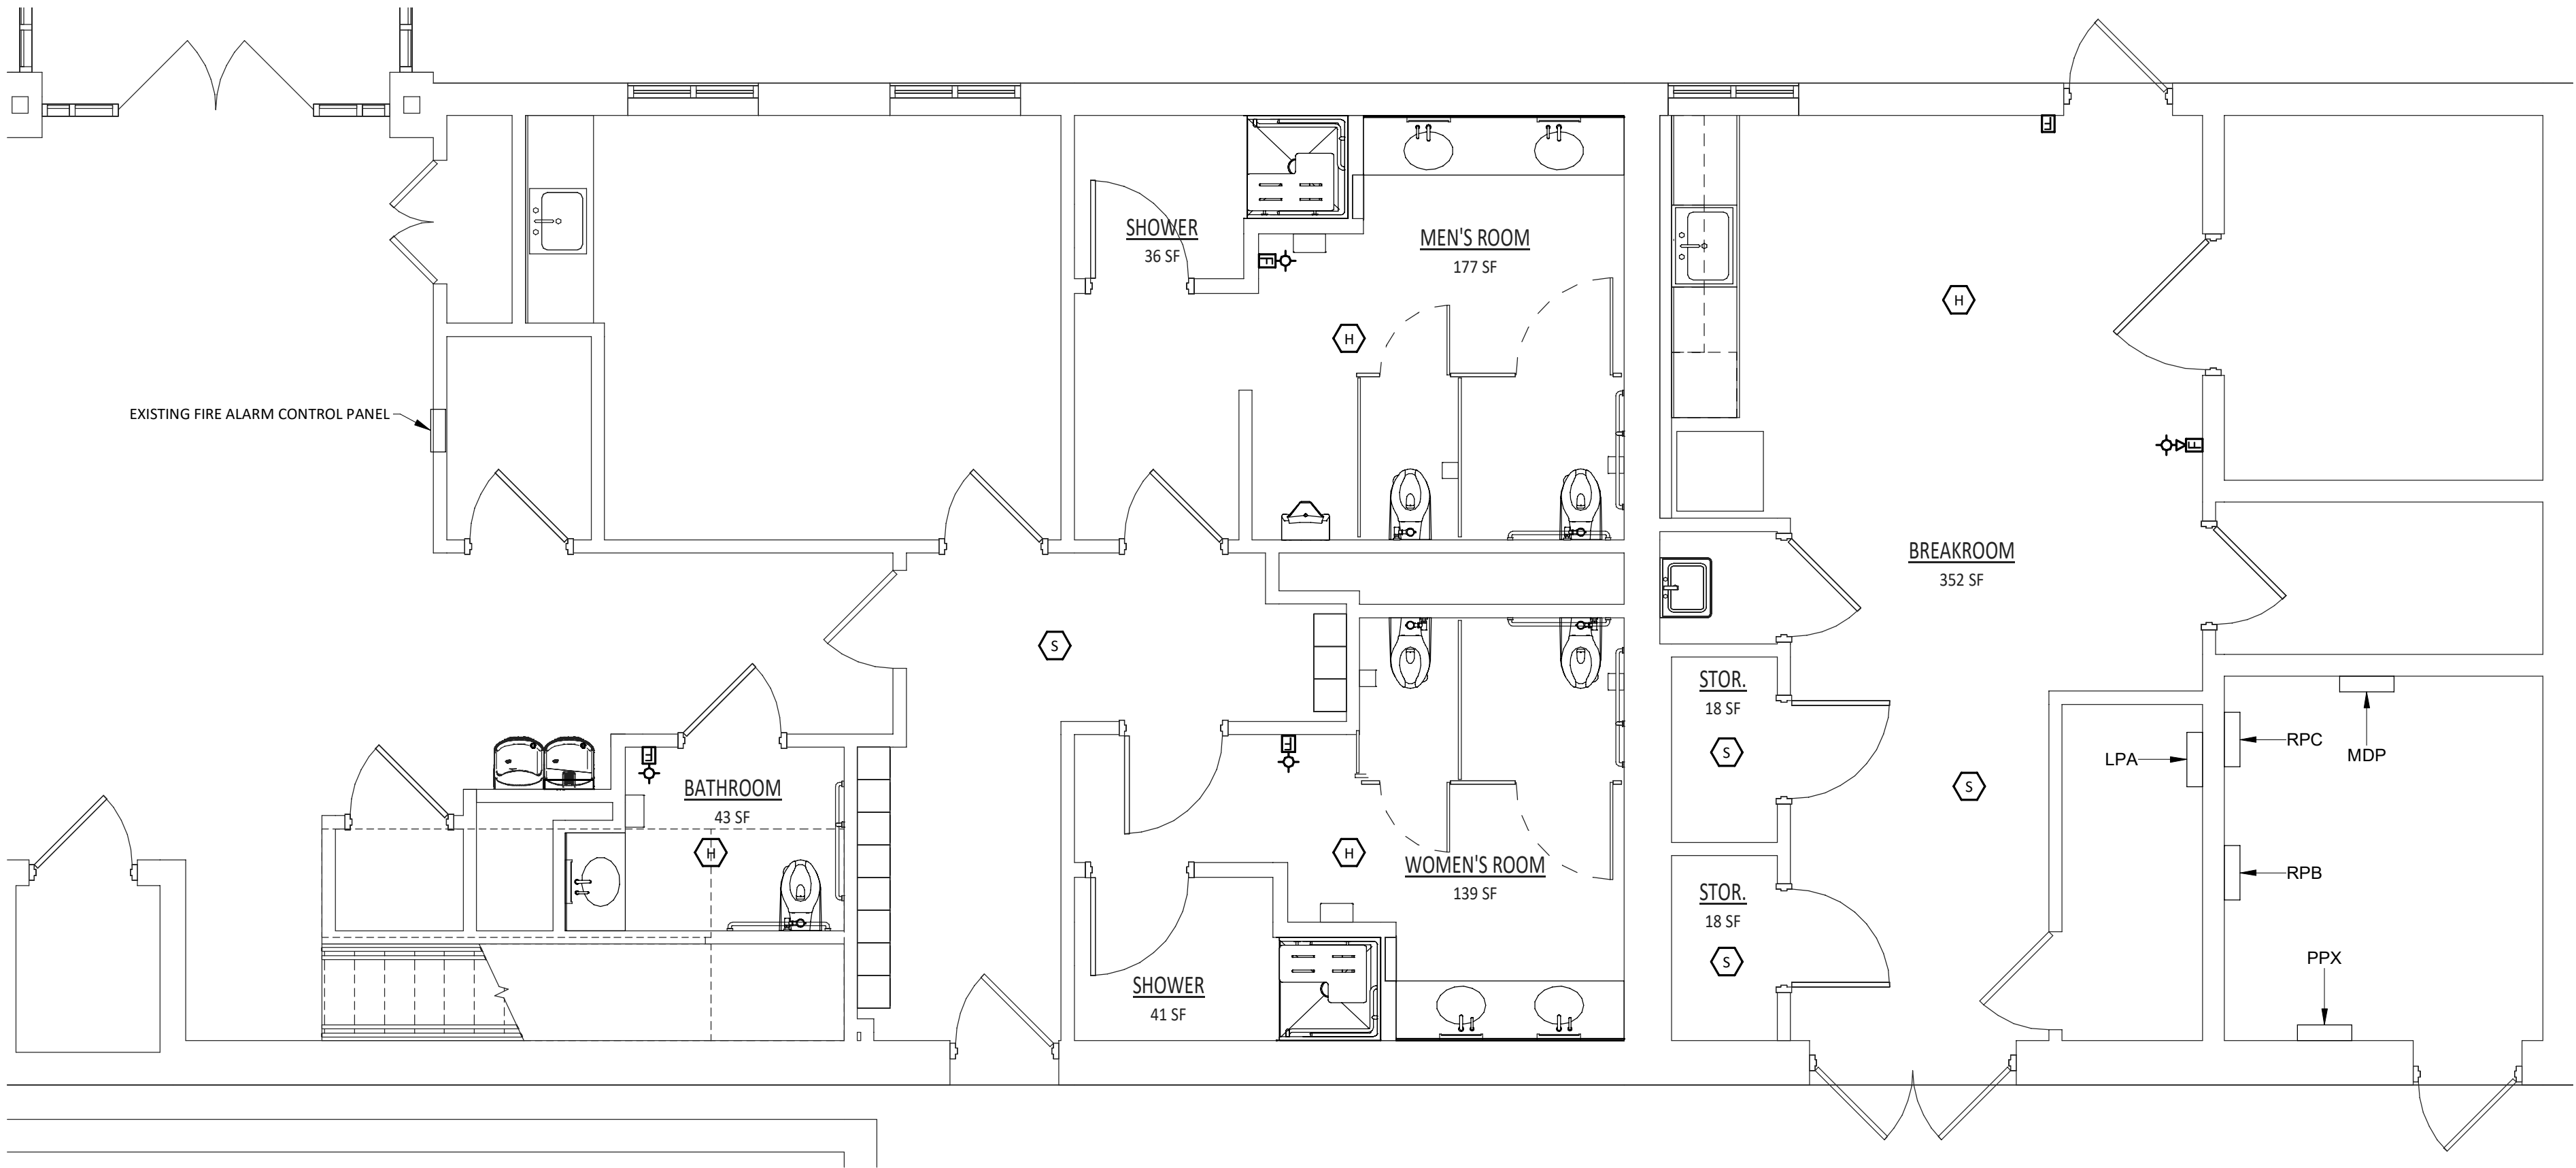 F
SHOWER
36 SF
F
MEN'S ROOM
177 SF
H
H
EXISTING FIRE ALARM CONTROL PANEL
F
BREAKROOM
352 SF
S
STOR.
18 SF
S
F
F
BATHROOM
43 SF
H
H
WOMEN'S ROOM
139 SF
S
LPA
RPC
MDP
RPB
STOR.
18 SF
S
SHOWER
41 SF
PPX